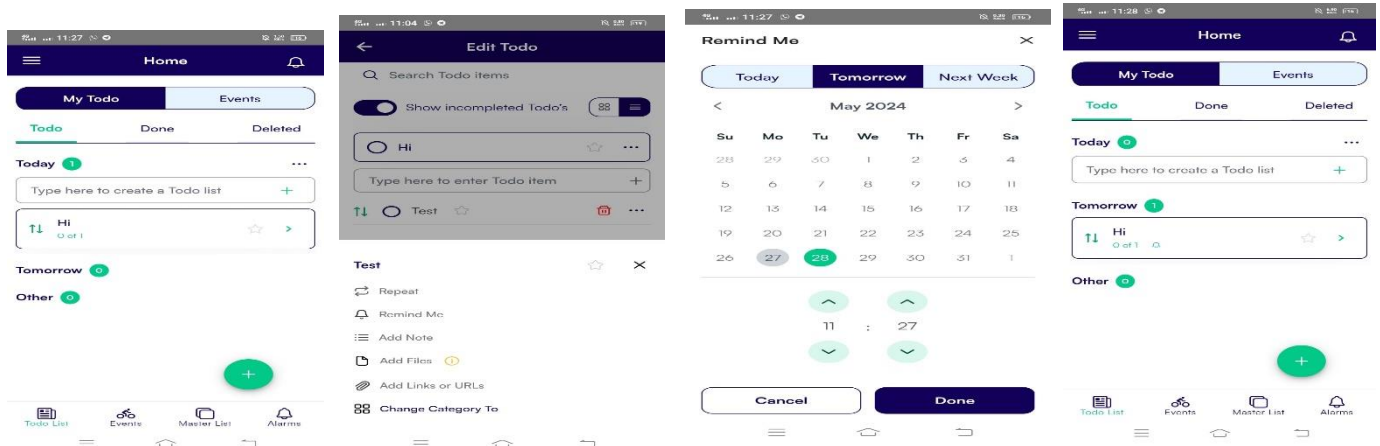 11:27
Home
My Todo Events
Todo Done Deleted
Today 1 ...
Type here to create a Todo list +
Hi
0 of 1
Tomorrow 0
Other 0
+
Todo List Events Master List Alarms
11:04
Edit Todo
Search Todo items
Show incompleted Todo's
Hi ...
Type here to enter Todo item +
Test ...
Test
Repeat
Remind Me
Add Note
Add Files
Add Links or URLs
Change Category To
11:27
Remind Me
Today Tomorrow Next Week
< May 2024 >
Su Mo Tu We Th Fr Sa
28 29 30 1 2 3 4
5 6 7 8 9 10 11
12 13 14 15 16 17 18
19 20 21 22 23 24 25
26 27 28 29 30 31 1
11 : 27
Cancel Done
11:28
Home
My Todo Events
Todo Done Deleted
Today 0 ...
Type here to create a Todo list +
Tomorrow 1
Hi
0 of 1
Other 0
+
Todo List Events Master List Alarms